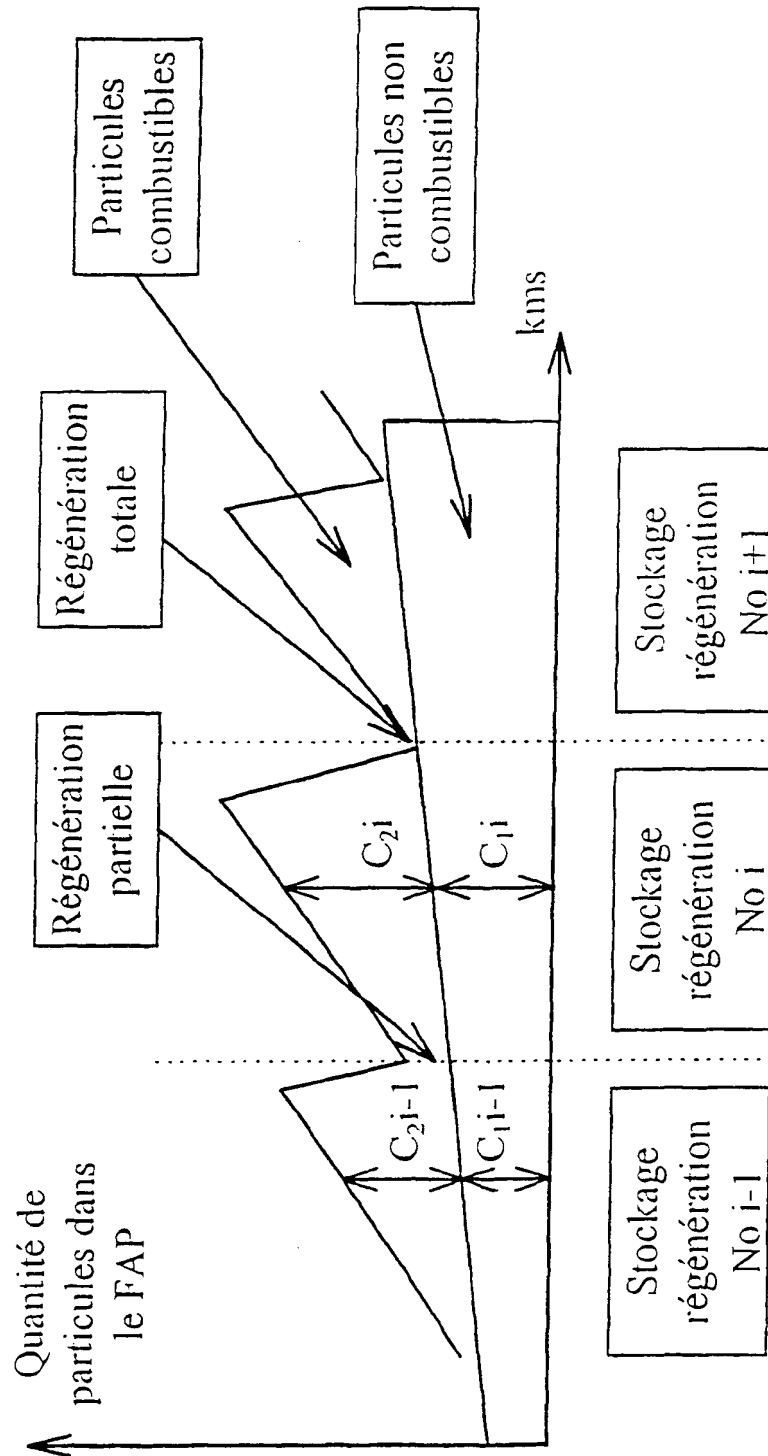 Quantité de
particules dans
le FAP
Régénération
partielle
Régénération
totale
Particules
combustibles
Particules non
combustibles
kms
C₂i-1
C₁i-1
C₂i
C₁i
Stockage
régénération
No i-1
Stockage
régénération
No i
Stockage
régénération
No i+1